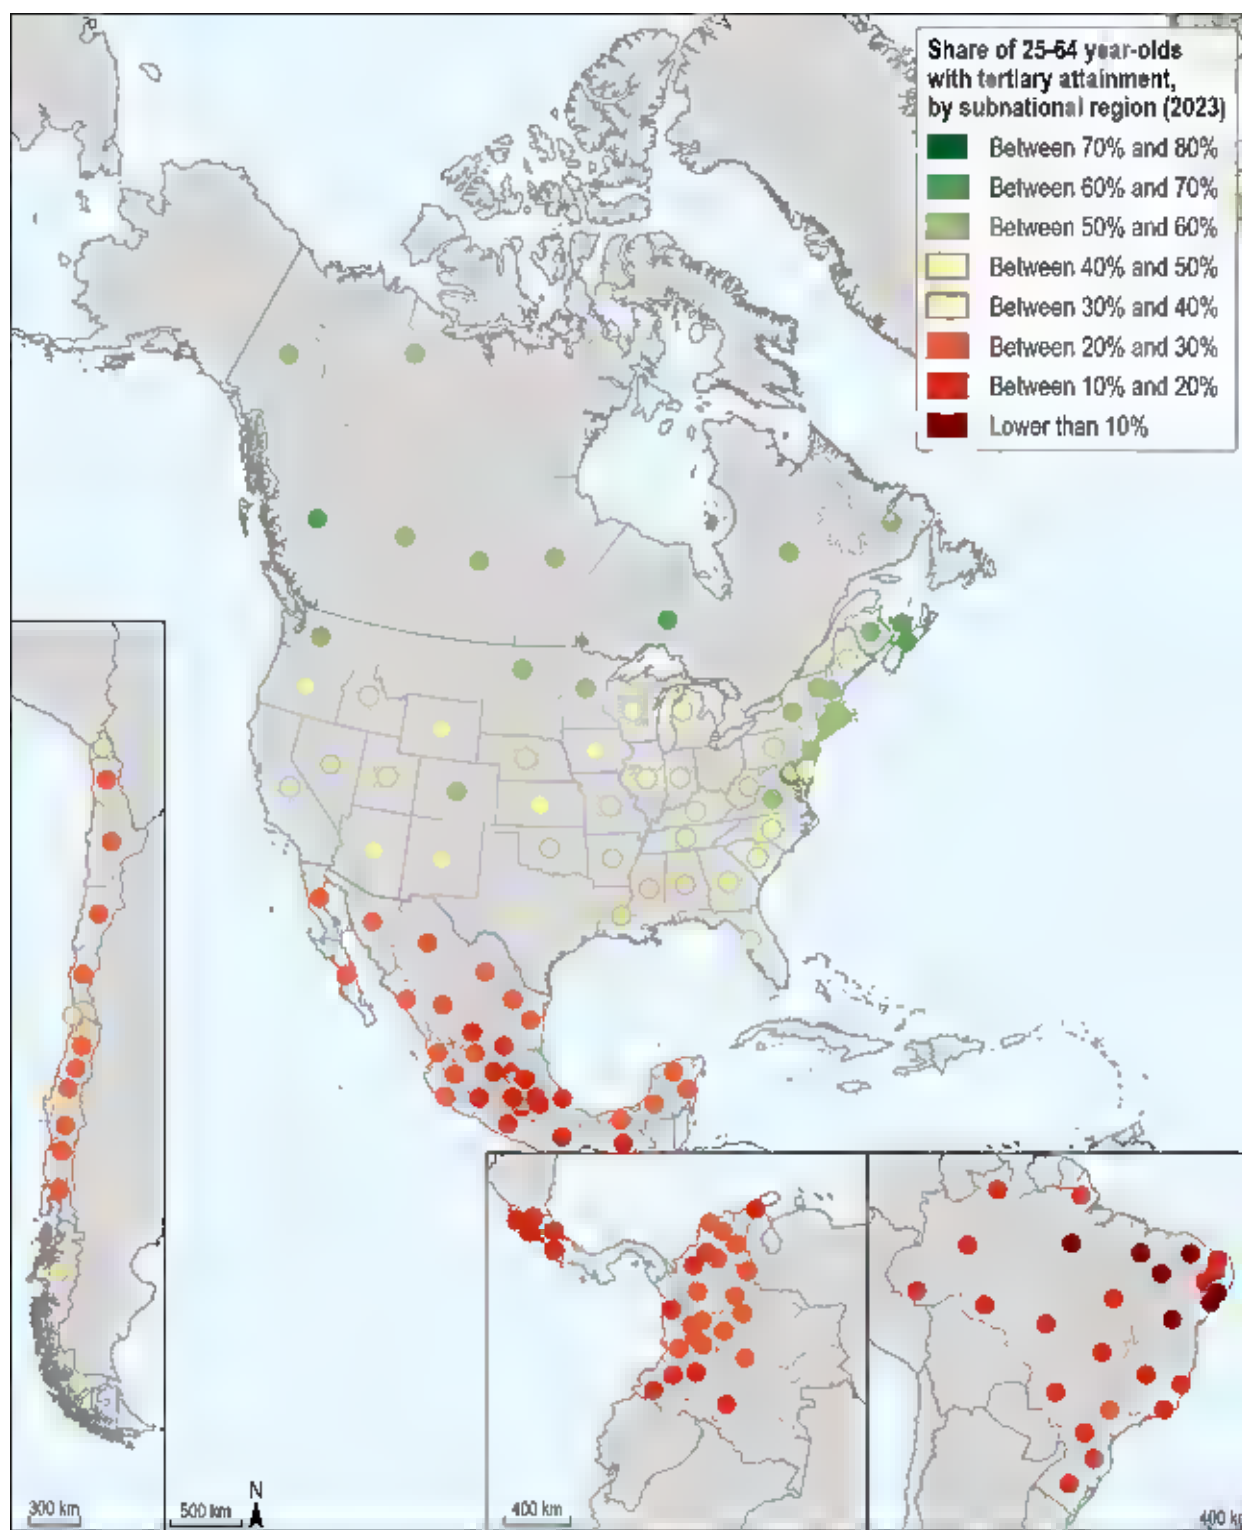 Share of 25-64 year-olds
with tertiary attainment,
by subnational region (2023)
Between 70% and 80%
Between 60% and 70%
Between 50% and 60%
Between 40% and 50%
Between 30% and 40%
Between 20% and 30%
Between 10% and 20%
Lower than 10%
300 km
500 km
N
400 km
400 km